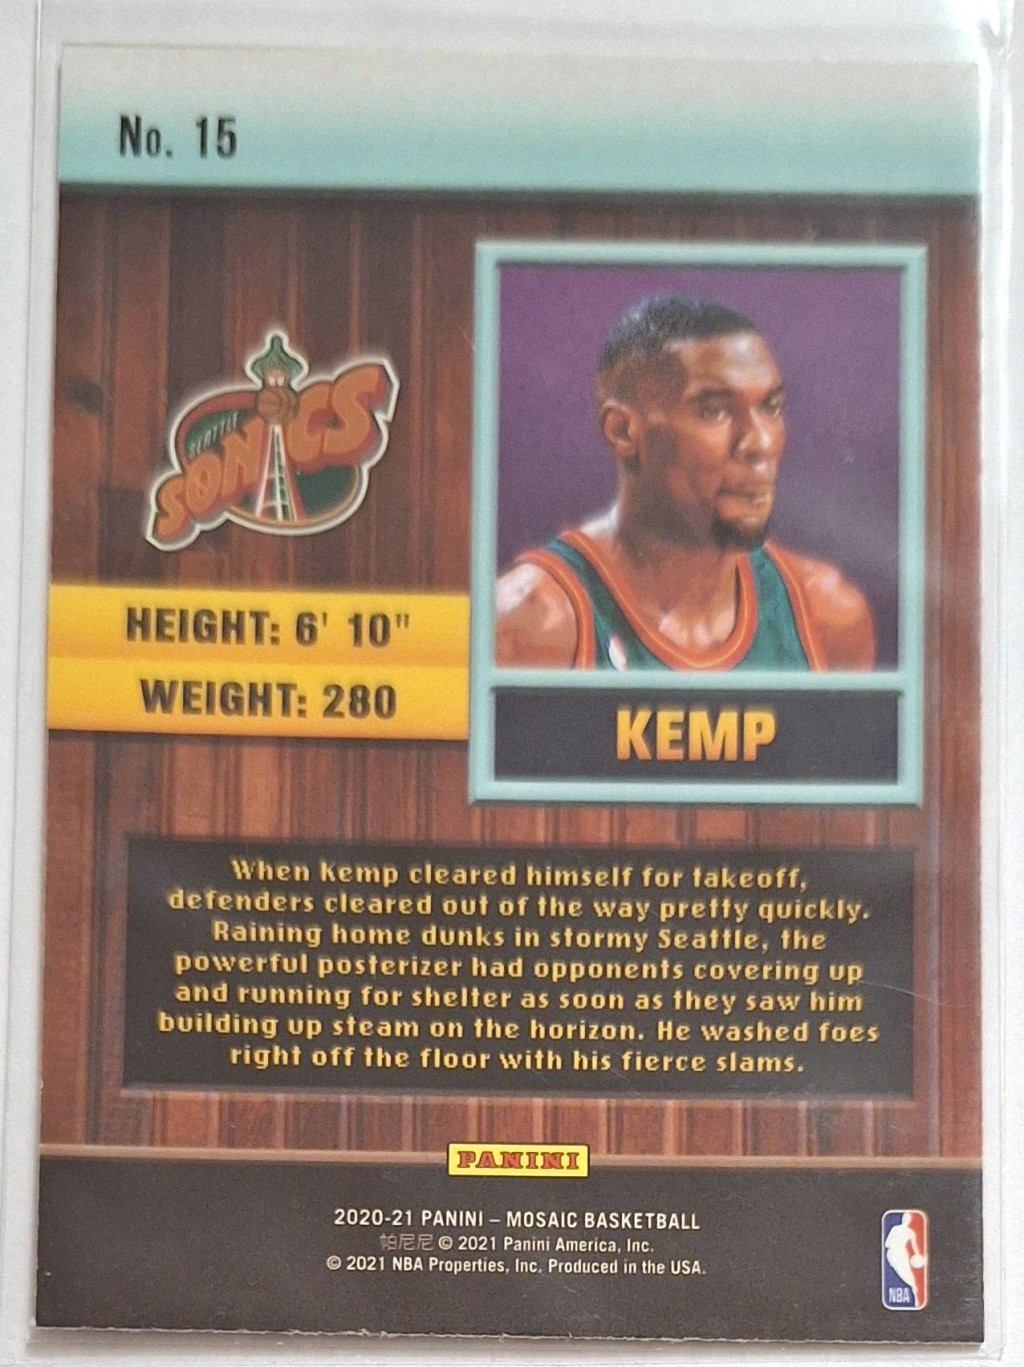 No. 15
SEATTLE
SONICS
HEIGHT: 6' 10"
WEIGHT: 280
KEMP
When Kemp cleared himself for takeoff,
defenders cleared out of the way pretty quickly.
Raining home dunks in stormy Seattle, the
powerful posterizer had opponents covering up
and running for shelter as soon as they saw him
building up steam on the horizon. He washed foes
right off the floor with his fierce slams.
PANINI
2020-21 PANINI – MOSAIC BASKETBALL
帕尼尼 © 2021 Panini America, Inc.
© 2021 NBA Properties, Inc. Produced in the USA.
NBA